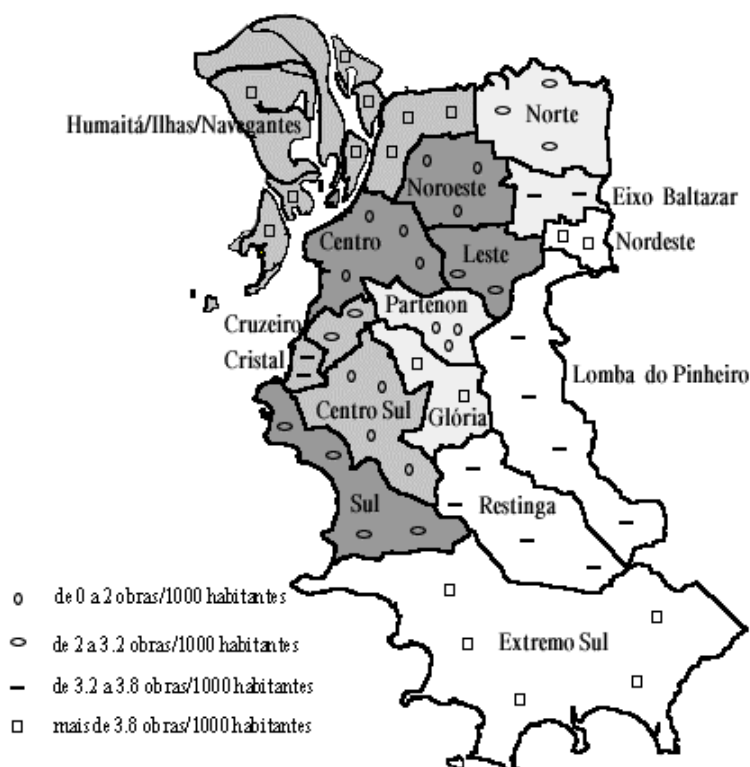 Humaitá/Ilhas/Navegantes
Norte
Noroeste
Eixo Baltazar
Nordeste
Centro
Leste
Partenon
Cruzeiro
Cristal
Lomba do Pinheiro
Centro Sul
Glória
Sul
Restinga
Extremo Sul
de 0 a 2 obras/1000 habitantes
de 2 a 3.2 obras/1000 habitantes
de 3.2 a 3.8 obras/1000 habitantes
mais de 3.8 obras/1000 habitantes